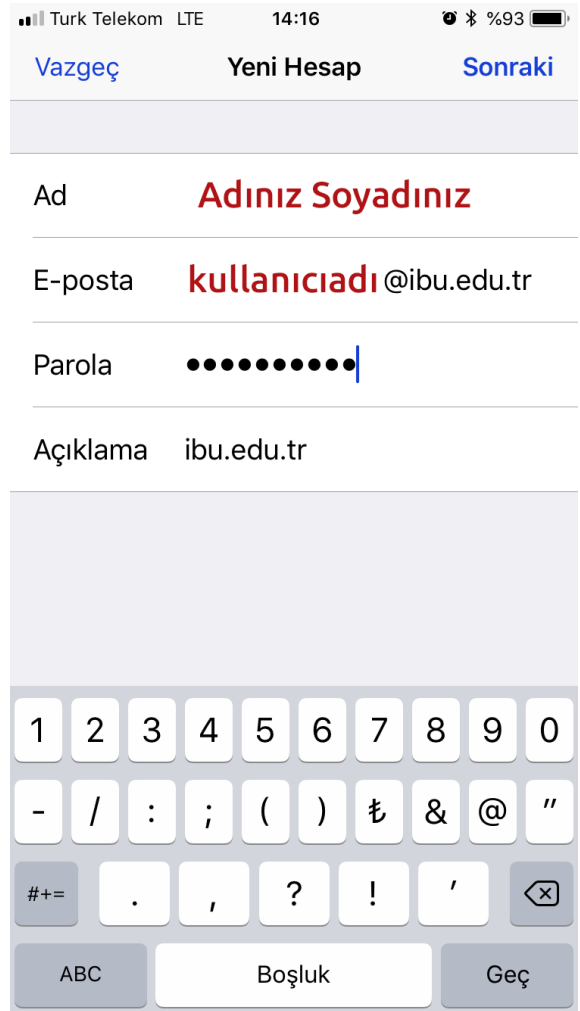 Turk Telekom LTE 14:16 %93
Vazgeç Yeni Hesap Sonraki
Ad Adınız Soyadınız
E-posta kullanıcıadı@ibu.edu.tr
Parola ••••••••••
Açıklama ibu.edu.tr
1 2 3 4 5 6 7 8 9 0
- / : ; ( ) ₺ & @ "
#+= . , ? ! '
ABC Boşluk Geç